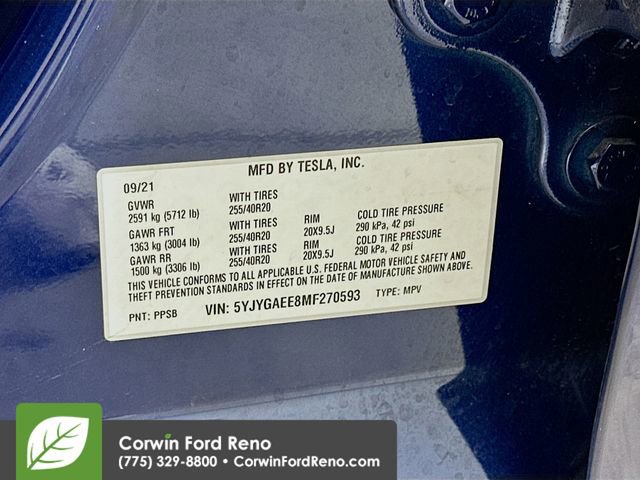 MFD BY TESLA, INC.
09/21
GVWR WITH TIRES
2591 kg (5712 lb) 255/40R20
GAWR FRT WITH TIRES RIM COLD TIRE PRESSURE
1363 kg (3004 lb) 255/40R20 20X9.5J 290 kPa, 42 psi
GAWR RR WITH TIRES RIM COLD TIRE PRESSURE
1500 kg (3306 lb) 255/40R20 20X9.5J 290 kPa, 42 psi
THIS VEHICLE CONFORMS TO ALL APPLICABLE U.S. FEDERAL MOTOR VEHICLE SAFETY AND
THEFT PREVENTION STANDARDS IN EFFECT ON THE DATE OF MANUFACTURE SHOWN ABOVE.
PNT: PPSB VIN: 5YJYGAEE8MF270593 TYPE: MPV
Corwin Ford Reno
(775) 329-8800 • CorwinFordReno.com